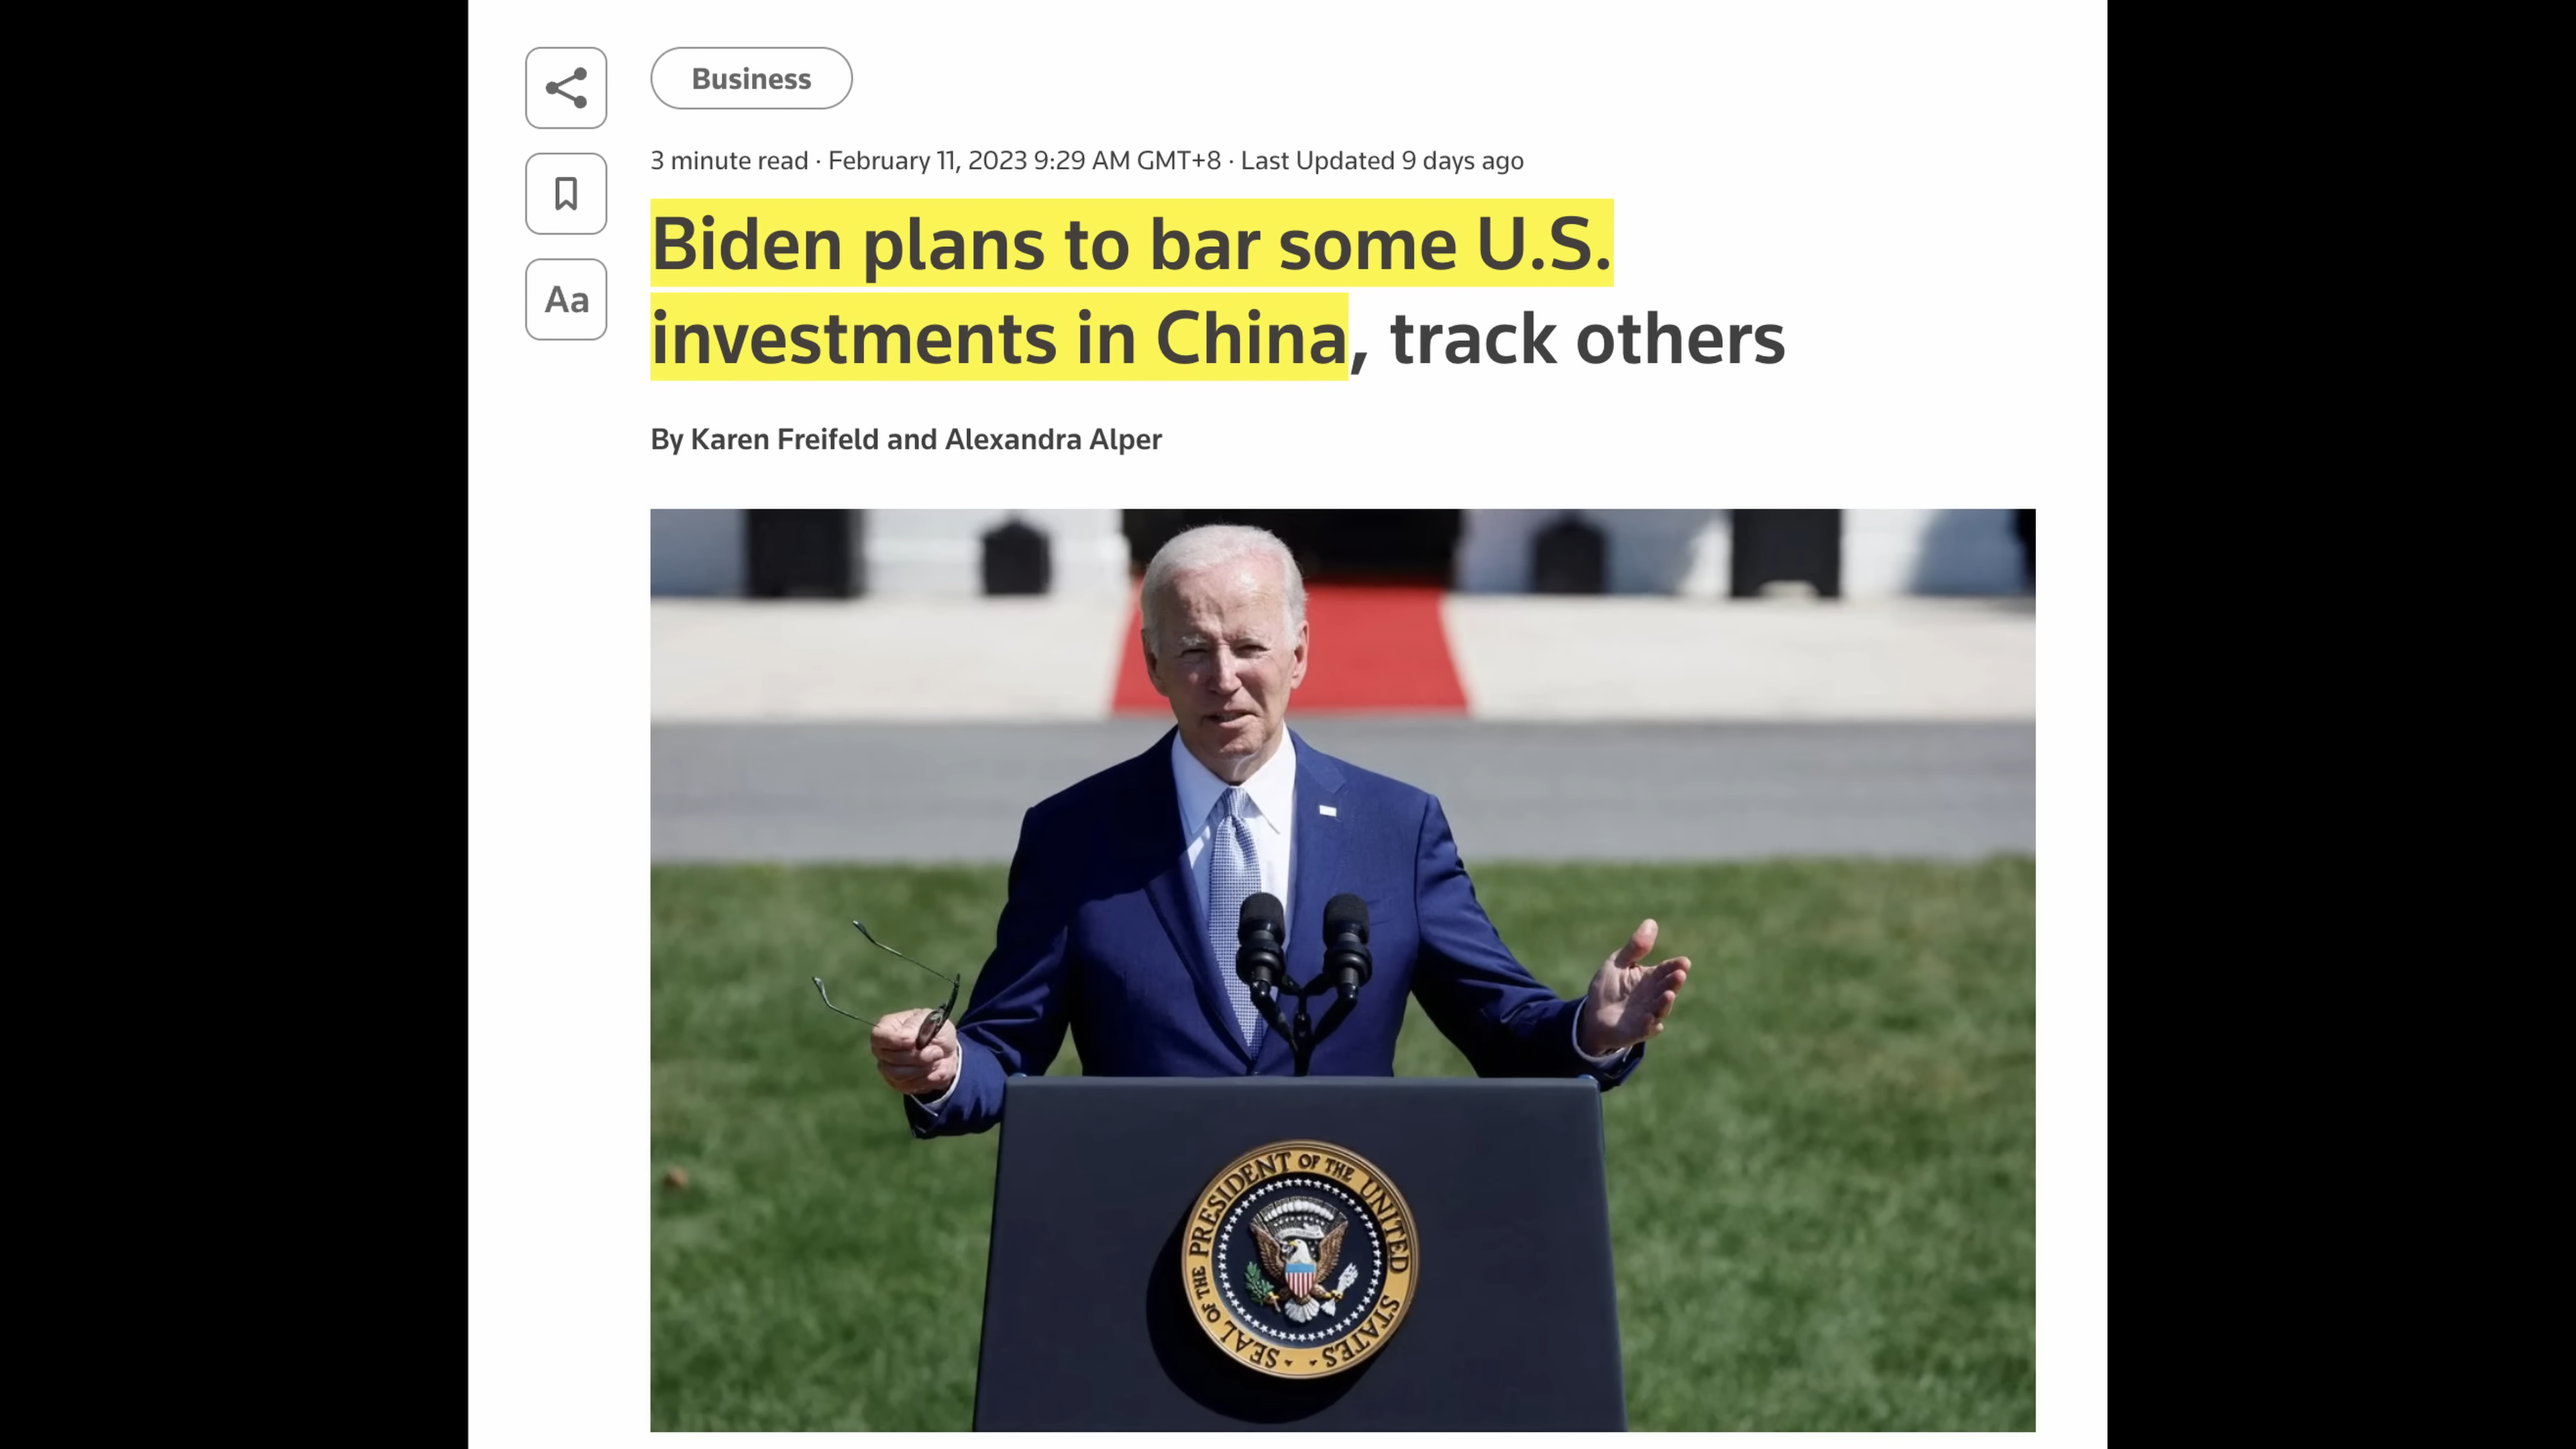 Business
3 minute read · February 11, 2023 9:29 AM GMT+8 · Last Updated 9 days ago
Aa
Biden plans to bar some U.S.
investments in China, track others
By Karen Freifeld and Alexandra Alper
SEAL OF THE PRESIDENT OF THE UNITED STATES